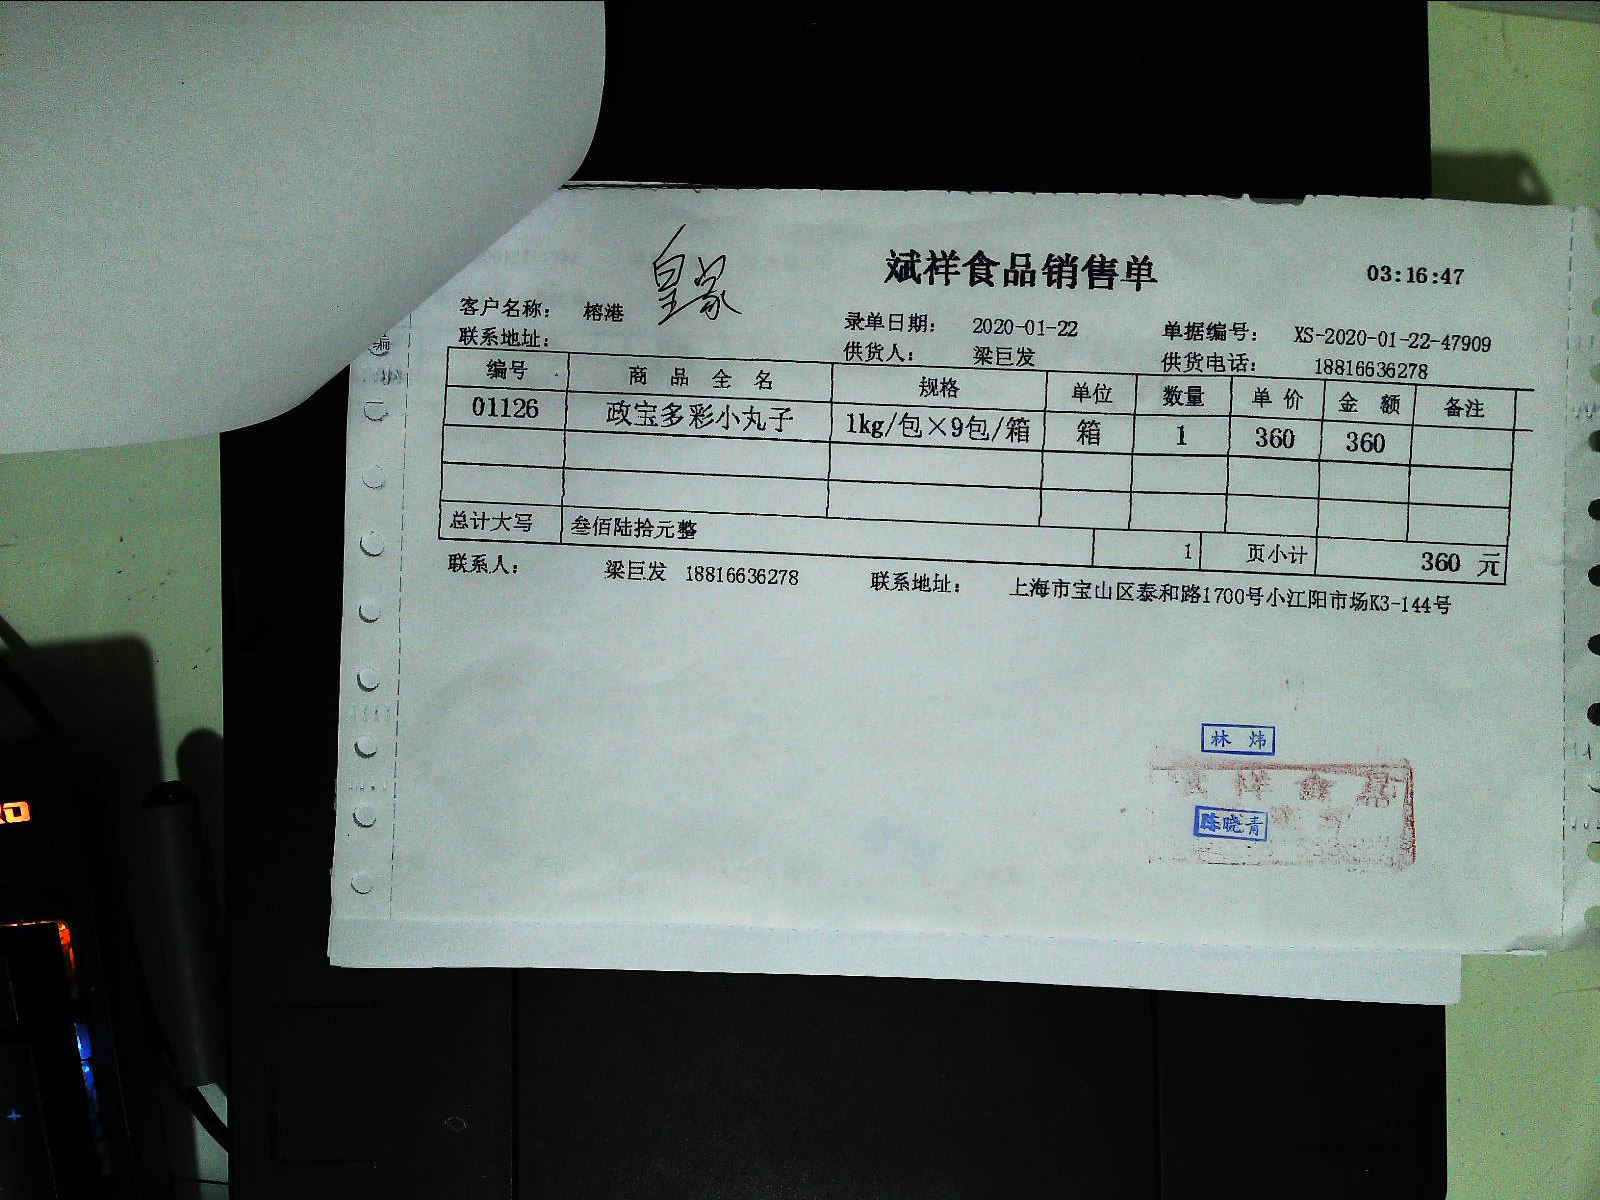 斌祥食品销售单
03:16:47
皇家
客户名称: 榕港 录单日期: 2020-01-22 单据编号: XS-2020-01-22-47909
联系地址: 供货人: 梁巨发 供货电话: 18816636278
编号 商品全名 规格 单位 数量 单价 金额 备注
01126 政宝多彩小丸子 1kg/包×9包/箱 箱 1 360 360
总计大写 叁佰陆拾元整 1 页小计 360 元
联系人: 梁巨发 18816636278 联系地址: 上海市宝山区泰和路1700号小江阳市场K3-144号
林炜
祥食品
陈晓青
编